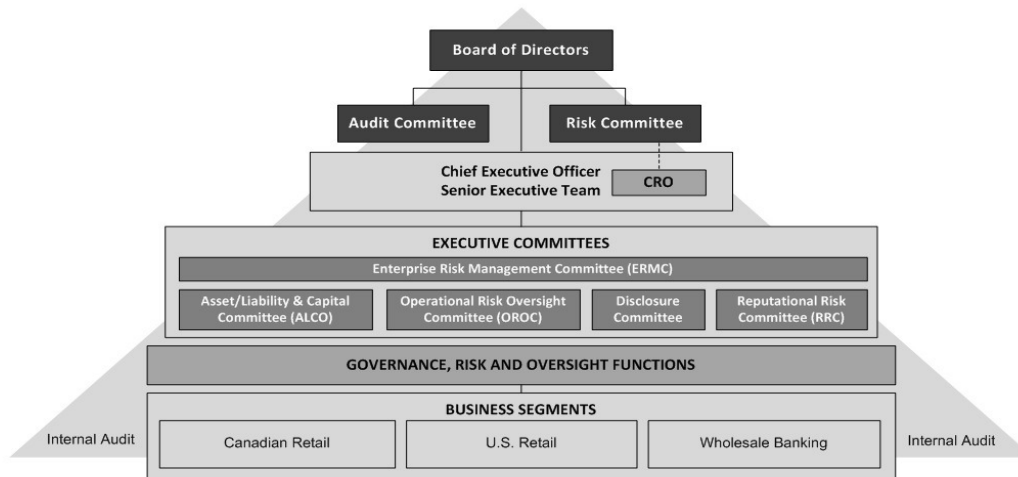 Board of Directors
Audit Committee
Risk Committee
Chief Executive Officer
Senior Executive Team
CRO
EXECUTIVE COMMITTEES
Enterprise Risk Management Committee (ERMC)
Asset/Liability & Capital
Committee (ALCO)
Operational Risk Oversight
Committee (OROC)
Disclosure
Committee
Reputational Risk
Committee (RRC)
GOVERNANCE, RISK AND OVERSIGHT FUNCTIONS
BUSINESS SEGMENTS
Internal Audit
Canadian Retail
U.S. Retail
Wholesale Banking
Internal Audit